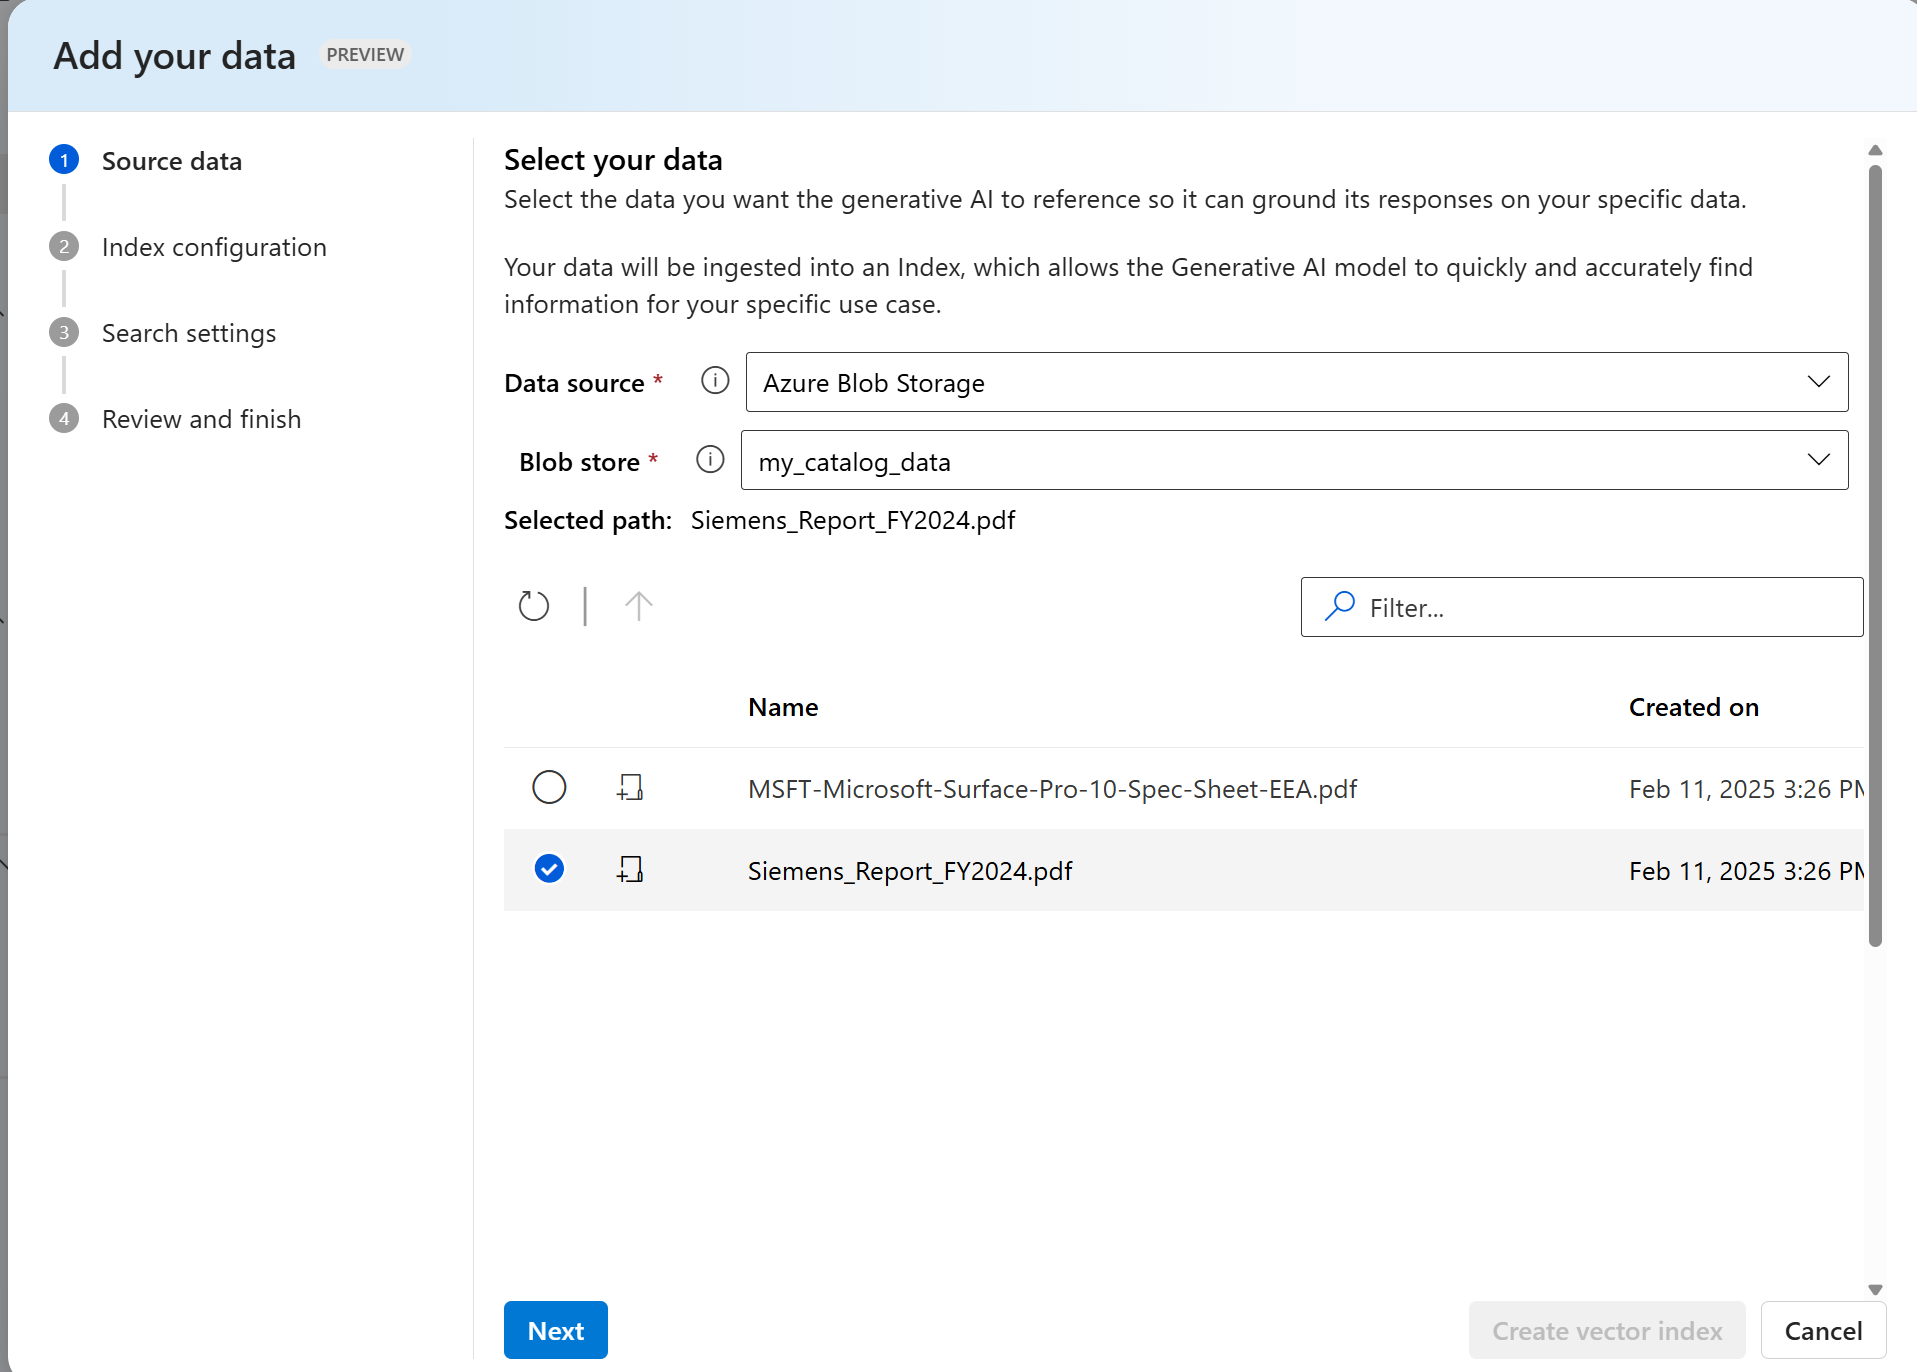 Add your data PREVIEW
1 Source data
2 Index configuration
3 Search settings
4 Review and finish
Select your data
Select the data you want the generative AI to reference so it can ground its responses on your specific data.
Your data will be ingested into an Index, which allows the Generative AI model to quickly and accurately find
information for your specific use case.
Data source * Azure Blob Storage
Blob store * my_catalog_data
Selected path: Siemens_Report_FY2024.pdf
Filter...
Name Created on
MSFT-Microsoft-Surface-Pro-10-Spec-Sheet-EEA.pdf Feb 11, 2025 3:26 PM
Siemens_Report_FY2024.pdf Feb 11, 2025 3:26 PM
Next Create vector index Cancel